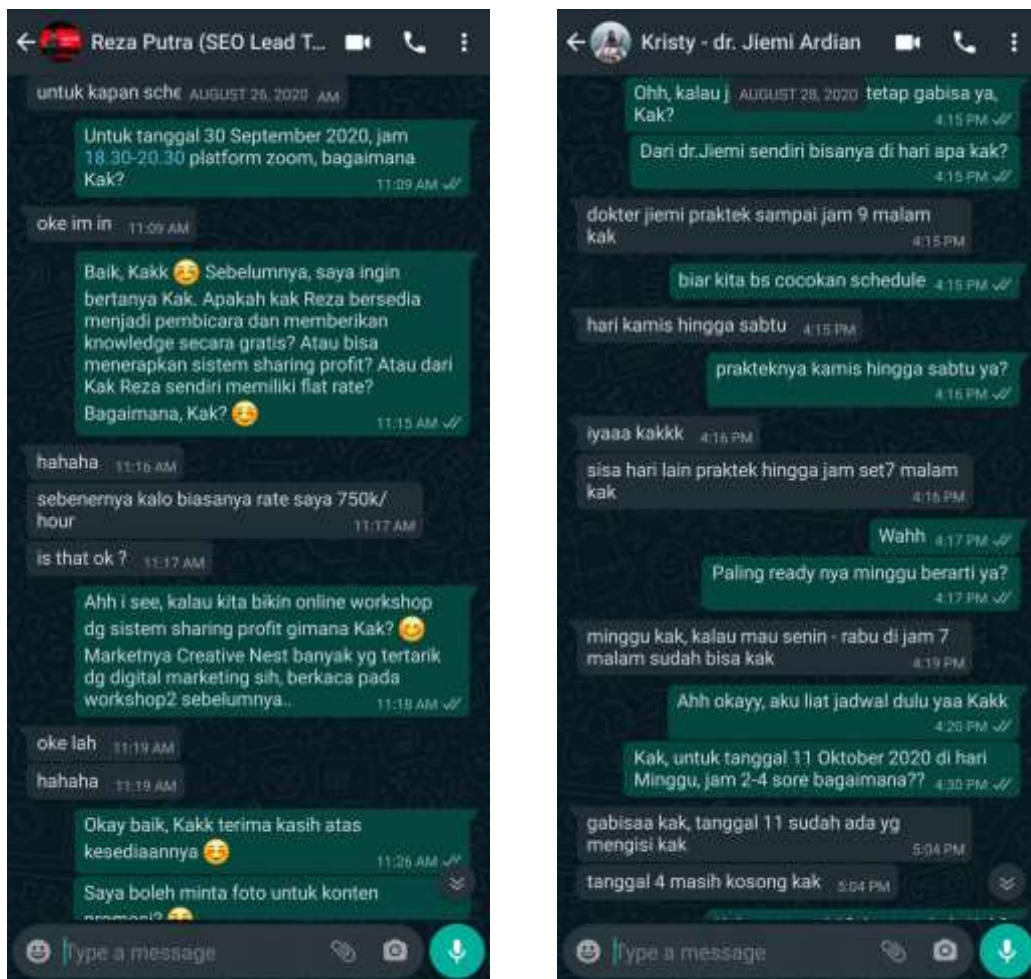 Reza Putra (SEO Lead T...
untuk kapan sche
AUGUST 26, 2020
AM
Untuk tanggal 30 September 2020, jam
18.30-20.30 platform zoom, bagaimana
Kak?
11:09 AM
oke im in 11:09 AM
Baik, Kakk 😊 Sebelumnya, saya ingin
bertanya Kak. Apakah kak Reza bersedia
menjadi pembicara dan memberikan
knowledge secara gratis? Atau bisa
menerapkan sistem sharing profit? Atau dari
Kak Reza sendiri memiliki flat rate?
Bagaimana, Kak? 😊
11:15 AM
hahaha 11:16 AM
sebenernya kalo biasanya rate saya 750k/
hour
11:17 AM
is that ok ? 11:17 AM
Ahh i see, kalau kita bikin online workshop
dg sistem sharing profit gimana Kak? 😊
Marketnya Creative Nest banyak yg tertarik
dg digital marketing sih, berkaca pada
workshop2 sebelumnya..
11:18 AM
oke lah 11:19 AM
hahaha 11:19 AM
Okay baik, Kakk terima kasih atas
kesediaannya 😊
11:26 AM
Saya boleh minta foto untuk konten
promosi? 😊
Type a message
Kristy - dr. Jiemi Ardian
Ohh, kalau j
AUGUST 28, 2020
tetap gabisa ya,
Kak?
4:15 PM
Dari dr.Jiemi sendiri bisanya di hari apa kak?
4:15 PM
dokter jiemi praktek sampai jam 9 malam
kak
4:15 PM
biar kita bs cocokan schedule 4:15 PM
hari kamis hingga sabtu 4:15 PM
prakteknya kamis hingga sabtu ya?
4:16 PM
iyaaa kakkk 4:16 PM
sisa hari lain praktek hingga jam set7 malam
kak
4:16 PM
Wahh 4:17 PM
Paling ready nya minggu berarti ya?
4:17 PM
minggu kak, kalau mau senin - rabu di jam 7
malam sudah bisa kak
4:19 PM
Ahh okayy, aku liat jadwal dulu yaa Kakk
4:20 PM
Kak, untuk tanggal 11 Oktober 2020 di hari
Minggu, jam 2-4 sore bagaimana?? 4:30 PM
gabisaa kak, tanggal 11 sudah ada yg
mengisi kak
5:04 PM
tanggal 4 masih kosong kak 5:04 PM
Type a message